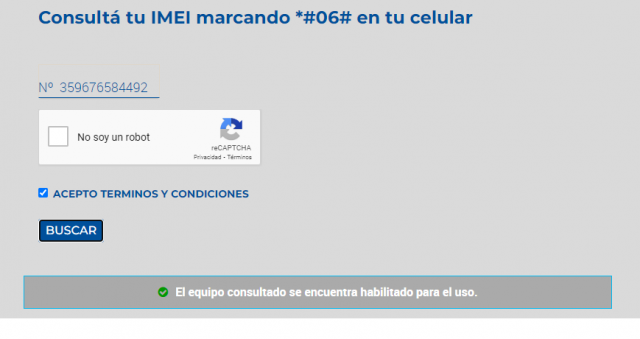 Consultá tu IMEI marcando *#06# en tu celular
Nº 359676584492
No soy un robot
reCAPTCHA
Privacidad - Términos
ACEPTO TERMINOS Y CONDICIONES
BUSCAR
El equipo consultado se encuentra habilitado para el uso.